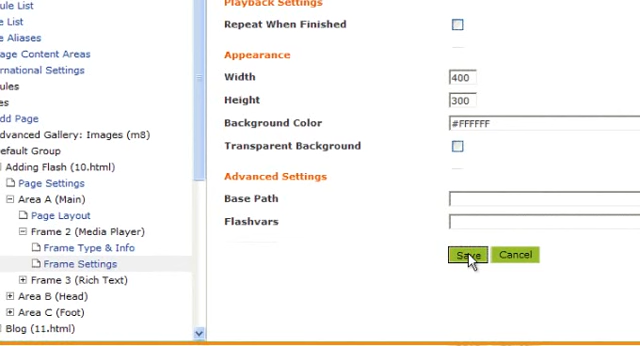 ule List
e List
e Aliases
age Content Areas
ernational Settings
ules
es
dd Page
dvanced Gallery: Images (m8)
efault Group
Adding Flash (10.html)
Page Settings
Area A (Main)
Page Layout
Frame 2 (Media Player)
Frame Type & Info
Frame Settings
Frame 3 (Rich Text)
Area B (Head)
Area C (Foot)
Blog (11.html)
Playback Settings
Repeat When Finished
Appearance
Width 400
Height 300
Background Color #FFFFFF
Transparent Background
Advanced Settings
Base Path
Flashvars
Save Cancel